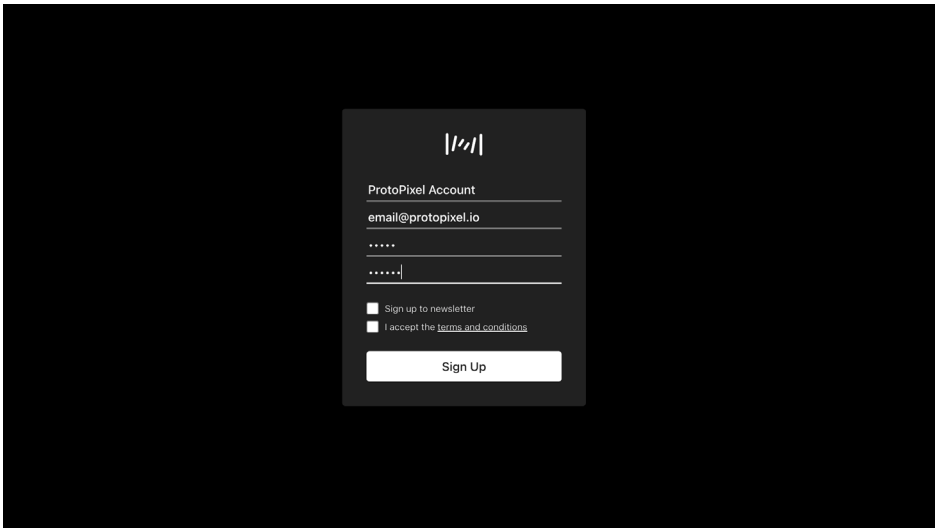 ProtoPixel Account
email@protopixel.io
•••••
••••••
Sign up to newsletter
I accept the terms and conditions
Sign Up